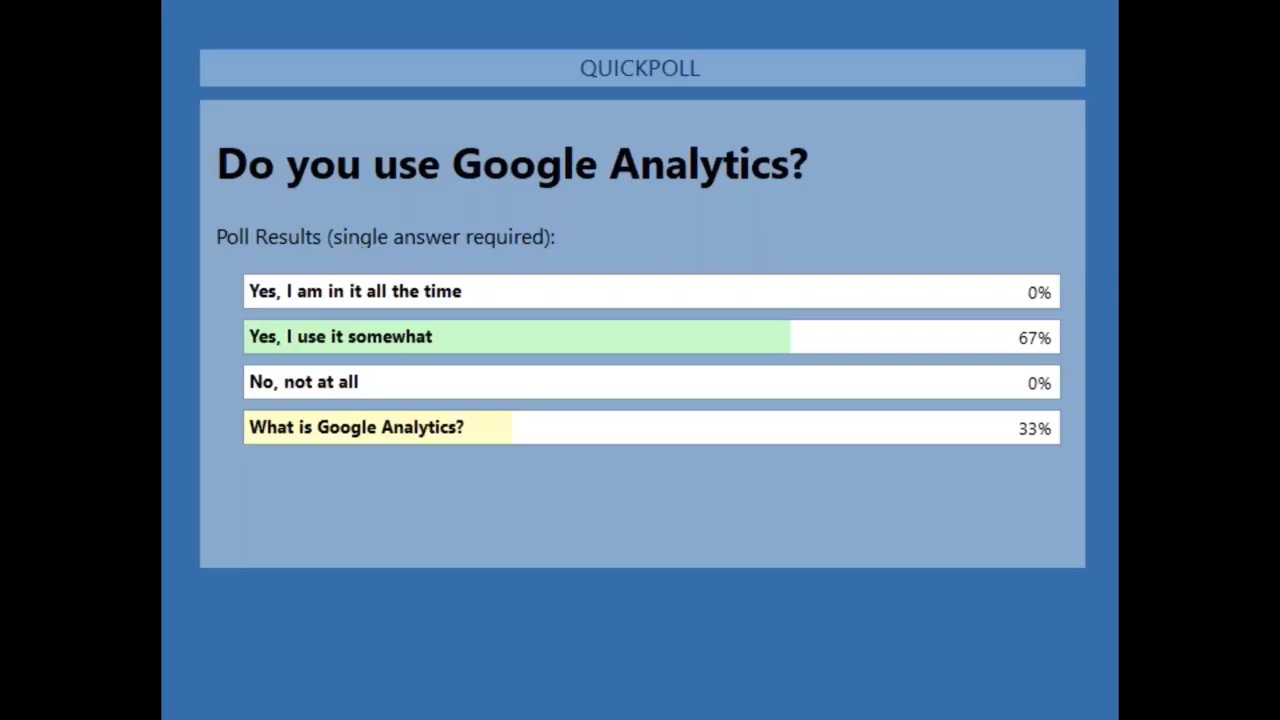 QUICKPOLL
Do you use Google Analytics?
Poll Results (single answer required):
Yes, I am in it all the time 0%
Yes, I use it somewhat 67%
No, not at all 0%
What is Google Analytics? 33%